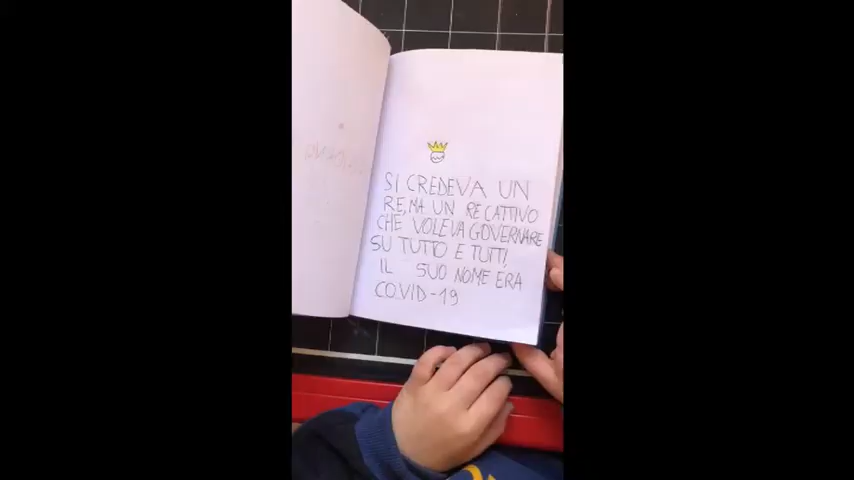 SI CREDEVA UN
RE, MA UN RE CATTIVO
CHE VOLEVA GOVERNARE
SU TUTTO E TUTTI
IL SUO NOME ERA
COVID-19